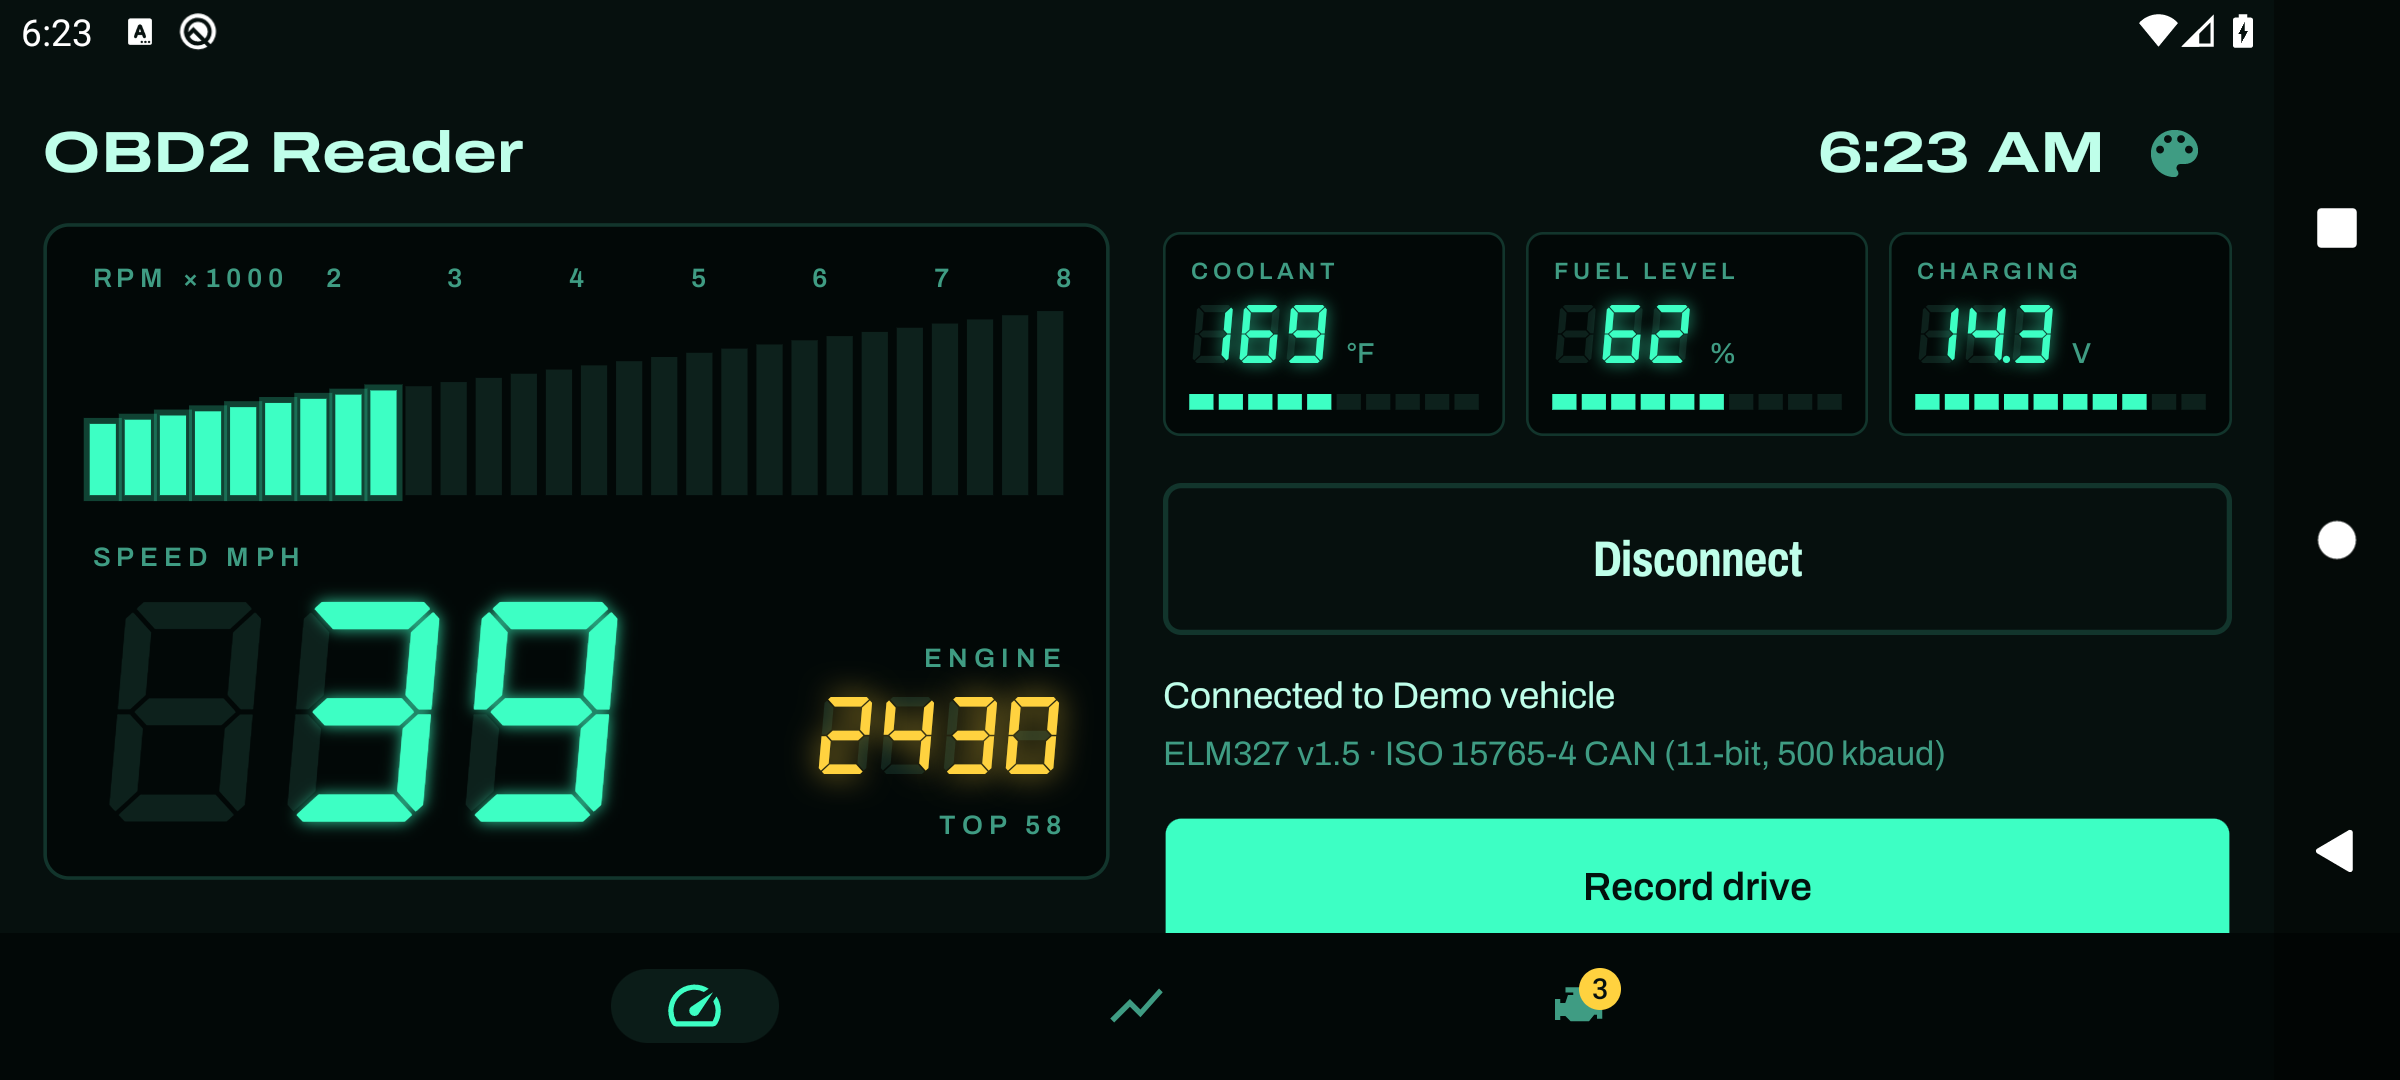 6:23
OBD2 Reader
6:23 AM
RPM ×1000 2 3 4 5 6 7 8
SPEED MPH
39
ENGINE
2430
TOP 58
COOLANT
169 °F
FUEL LEVEL
62 %
CHARGING
14.3 V
Disconnect
Connected to Demo vehicle
ELM327 v1.5 · ISO 15765-4 CAN (11-bit, 500 kbaud)
Record drive
3